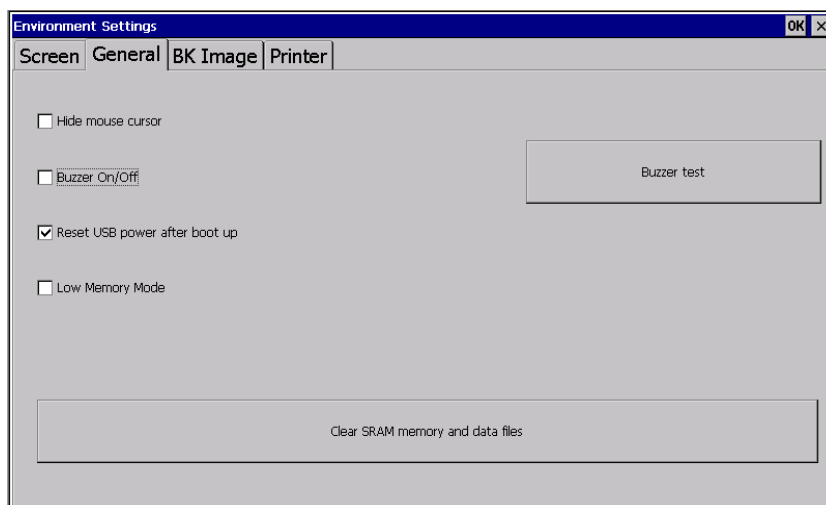 Environment Settings OK ×
Screen General BK Image Printer
Hide mouse cursor
Buzzer On/Off
Buzzer test
Reset USB power after boot up
Low Memory Mode
Clear SRAM memory and data files